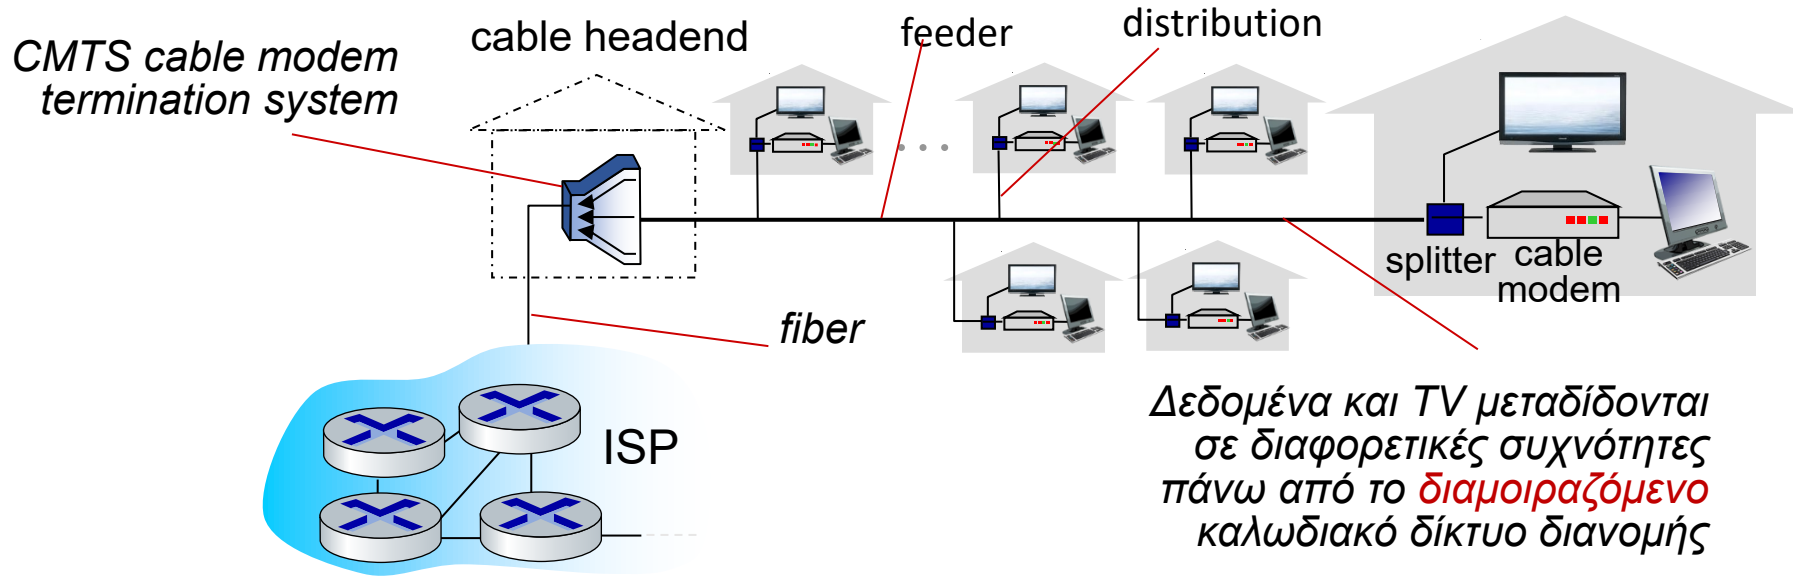 CMTS cable modem
termination system
cable headend
feeder
distribution
splitter
cable
modem
fiber
ISP
Δεδομένα και TV μεταδίδονται
σε διαφορετικές συχνότητες
πάνω από το διαμοιραζόμενο
καλωδιακό δίκτυο διανομής